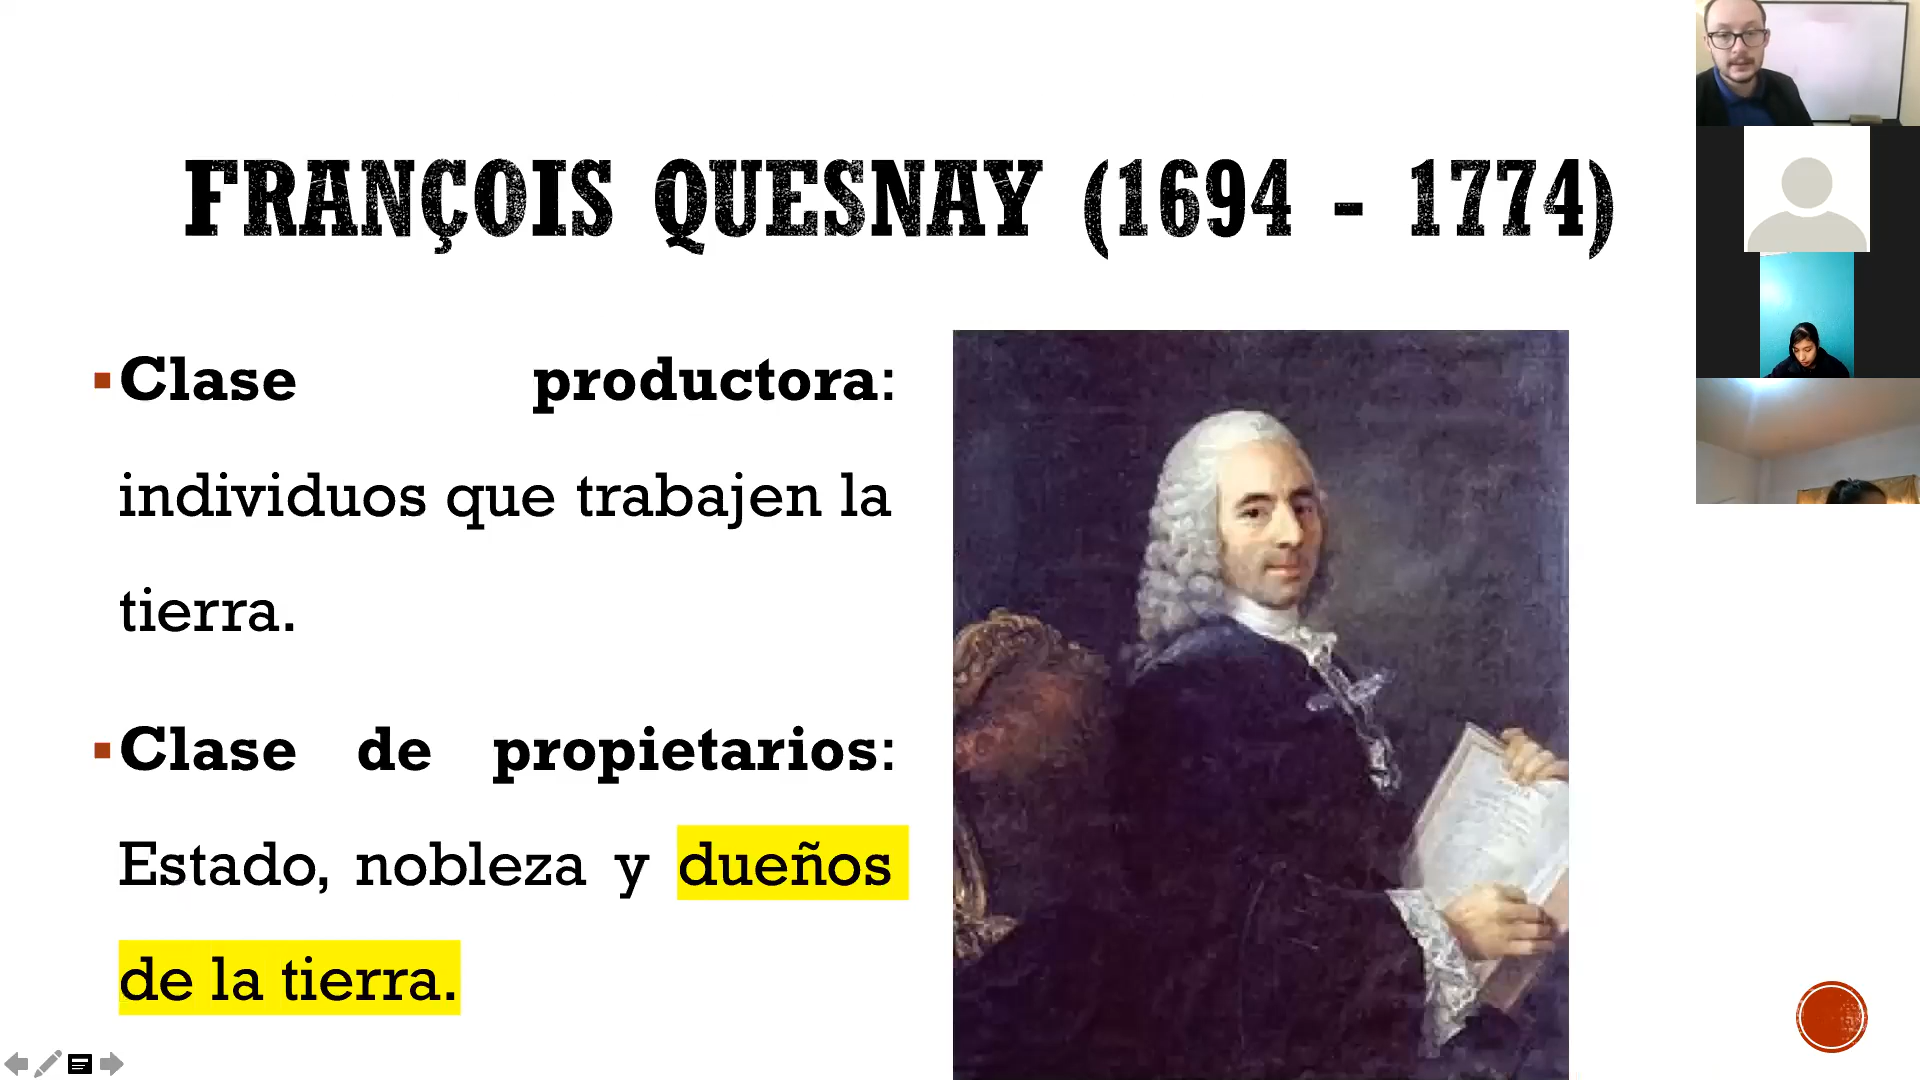 FRANÇOIS QUESNAY (1694 - 1774)
Clase productora:
individuos que trabajen la
tierra.
Clase de propietarios:
Estado, nobleza y dueños
de la tierra.